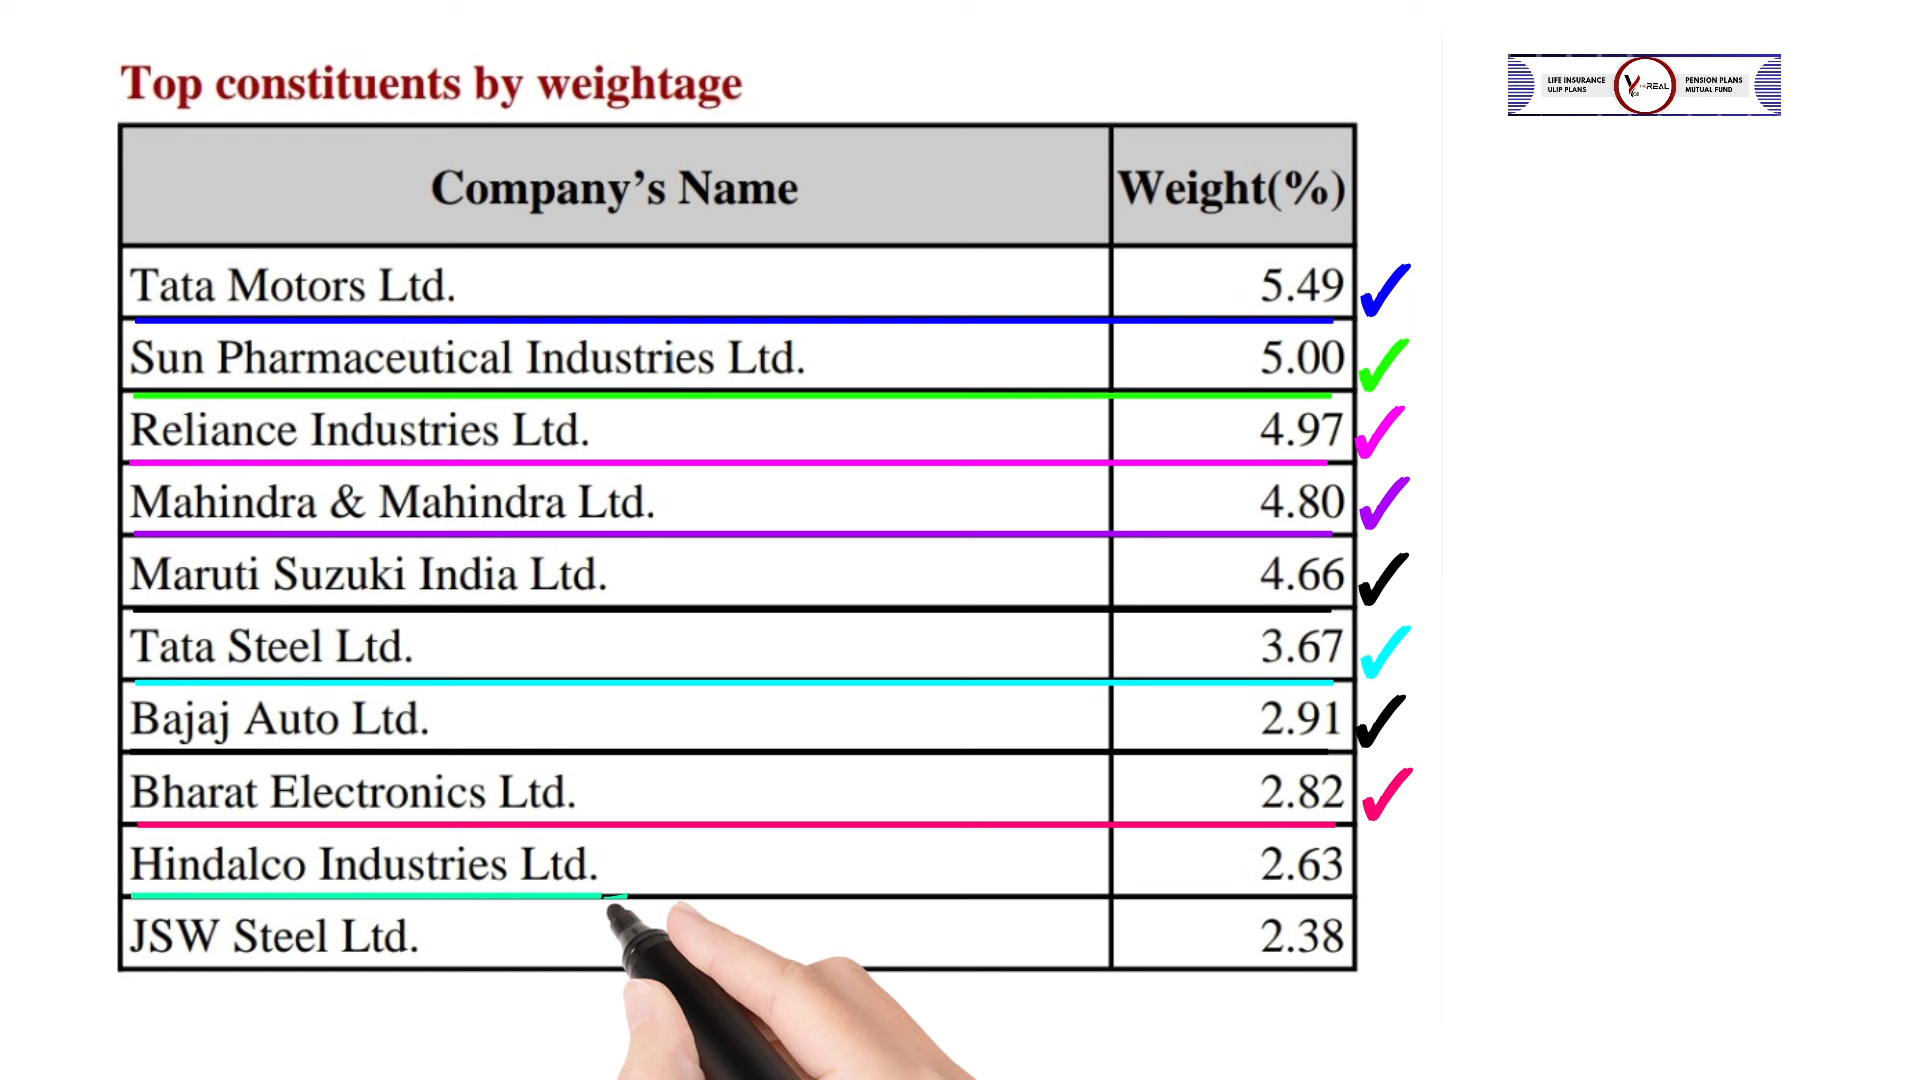 Top constituents by weightage
Company’s Name Weight(%)
Tata Motors Ltd. 5.49
Sun Pharmaceutical Industries Ltd. 5.00
Reliance Industries Ltd. 4.97
Mahindra & Mahindra Ltd. 4.80
Maruti Suzuki India Ltd. 4.66
Tata Steel Ltd. 3.67
Bajaj Auto Ltd. 2.91
Bharat Electronics Ltd. 2.82
Hindalco Industries Ltd. 2.63
JSW Steel Ltd. 2.38
LIFE INSURANCE
ULIP PLANS
REAL
PENSION PLANS
MUTUAL FUND